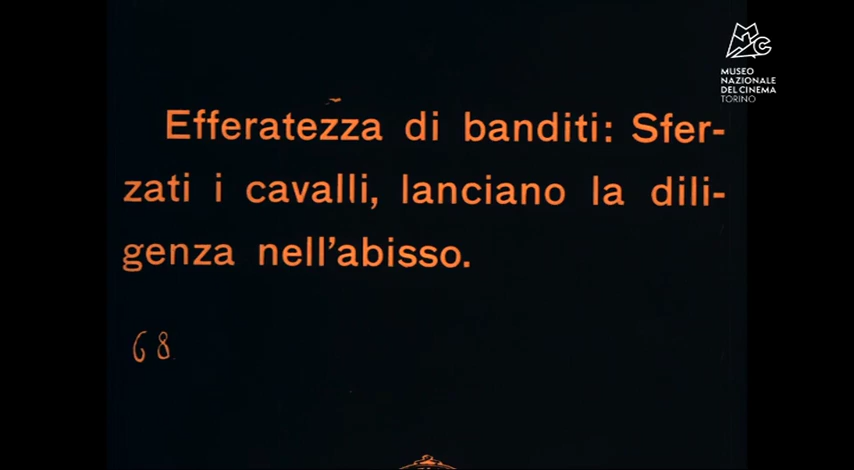 MUSEO
NAZIONALE
DEL CINEMA
TORINO
Efferatezza di banditi: Sfer-
zati i cavalli, lanciano la dili-
genza nell'abisso.
68